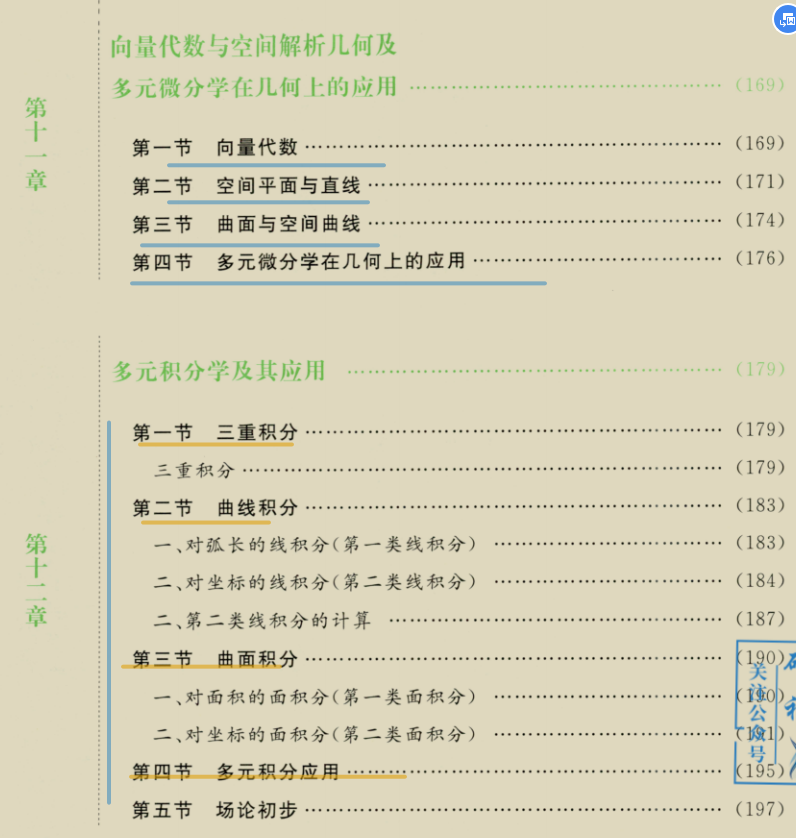 第十一章
向量代数与空间解析几何及
多元微分学在几何上的应用 …………………………………… (169)
第一节 向量代数 …………………………………… (169)
第二节 空间平面与直线 …………………………………… (171)
第三节 曲面与空间曲线 …………………………………… (174)
第四节 多元微分学在几何上的应用 …………………………………… (176)
第十二章
多元积分学及其应用 …………………………………… (179)
第一节 三重积分 …………………………………… (179)
三重积分 …………………………………… (179)
第二节 曲线积分 …………………………………… (183)
一、对弧长的线积分(第一类线积分) …………………………………… (183)
二、对坐标的线积分(第二类线积分) …………………………………… (184)
二、第二类线积分的计算 …………………………………… (187)
第三节 曲面积分 …………………………………… (190)
一、对面积的面积分(第一类面积分) …………………………………… (190)
二、对坐标的面积分(第二类面积分) …………………………………… (191)
第四节 多元积分应用 …………………………………… (195)
第五节 场论初步 …………………………………… (197)
关注公众号